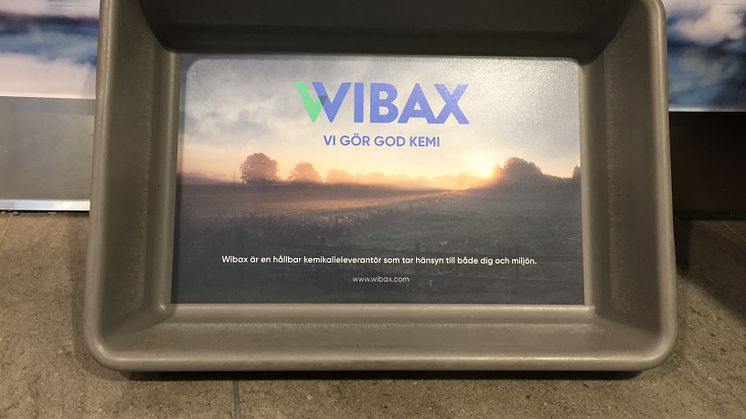 WIBAX
VI GÖR GOD KEMI
Wibax är en hållbar kemikalieleverantör som tar hänsyn till både dig och miljön.
www.wibax.com